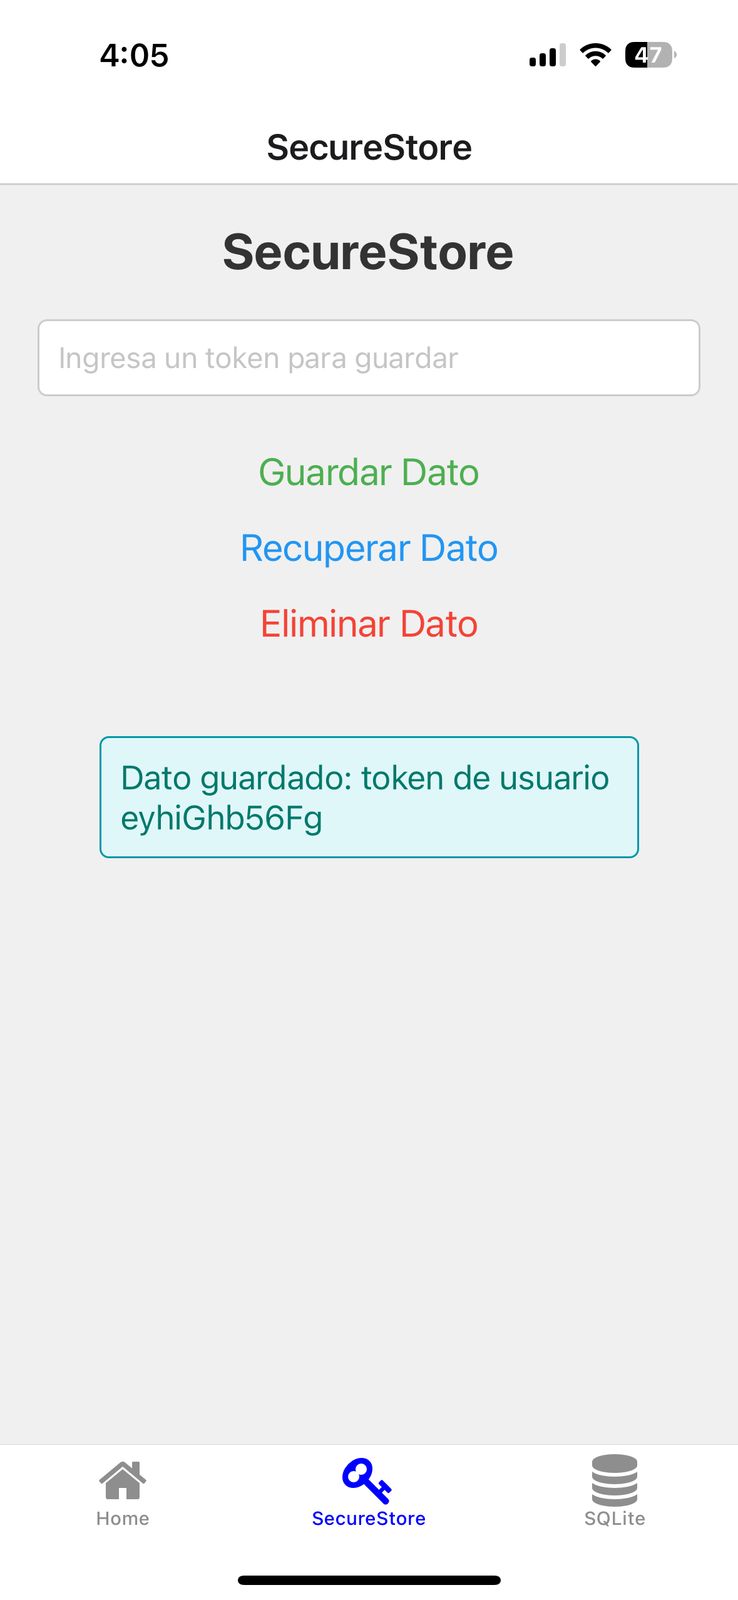 4:05
47
SecureStore
SecureStore
Ingresa un token para guardar
Guardar Dato
Recuperar Dato
Eliminar Dato
Dato guardado: token de usuario
eyhiGhb56Fg
Home
SecureStore
SQLite